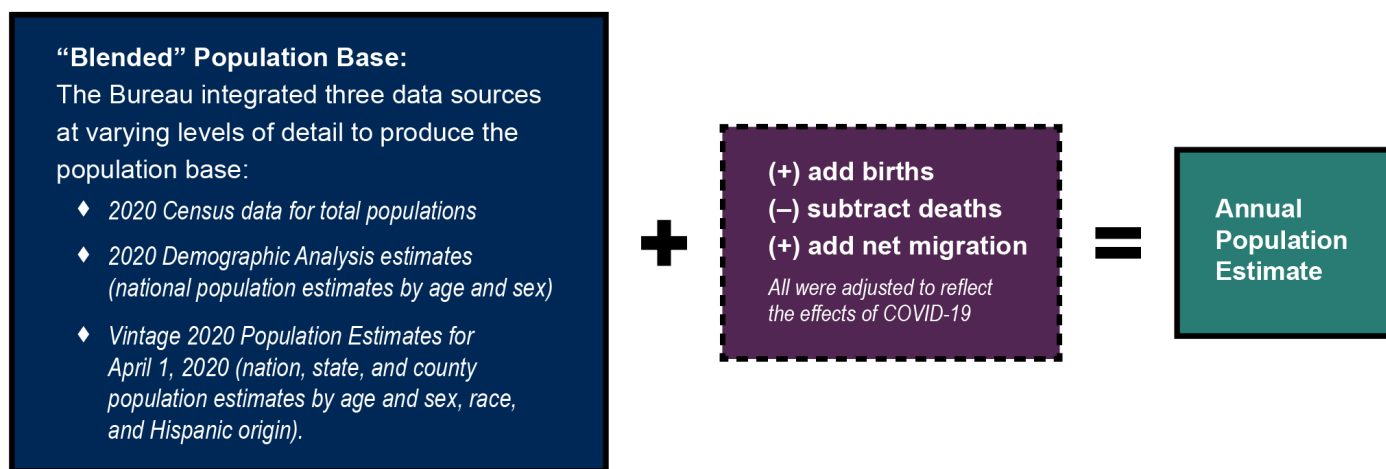 “Blended” Population Base:
The Bureau integrated three data sources
at varying levels of detail to produce the
population base:
♦ 2020 Census data for total populations
♦ 2020 Demographic Analysis estimates
(national population estimates by age and sex)
♦ Vintage 2020 Population Estimates for
April 1, 2020 (nation, state, and county
population estimates by age and sex, race,
and Hispanic origin).
+
(+) add births
(–) subtract deaths
(+) add net migration
All were adjusted to reflect
the effects of COVID-19
=
Annual
Population
Estimate